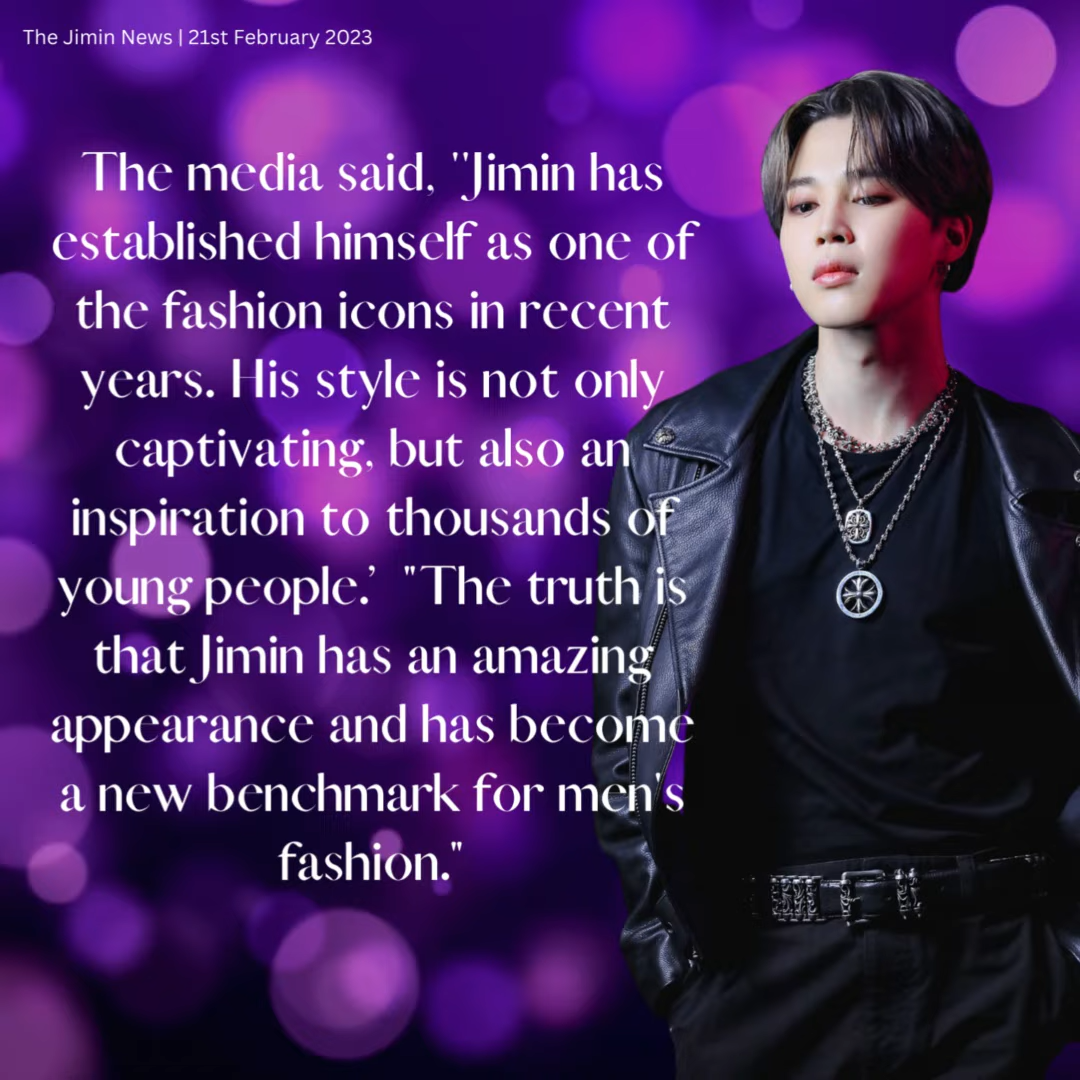 The Jimin News | 21st February 2023
The media said, "Jimin has
established himself as one of
the fashion icons in recent
years. His style is not only
captivating, but also an
inspiration to thousands of
young people.' "The truth is
that Jimin has an amazing
appearance and has become
a new benchmark for men's
fashion."